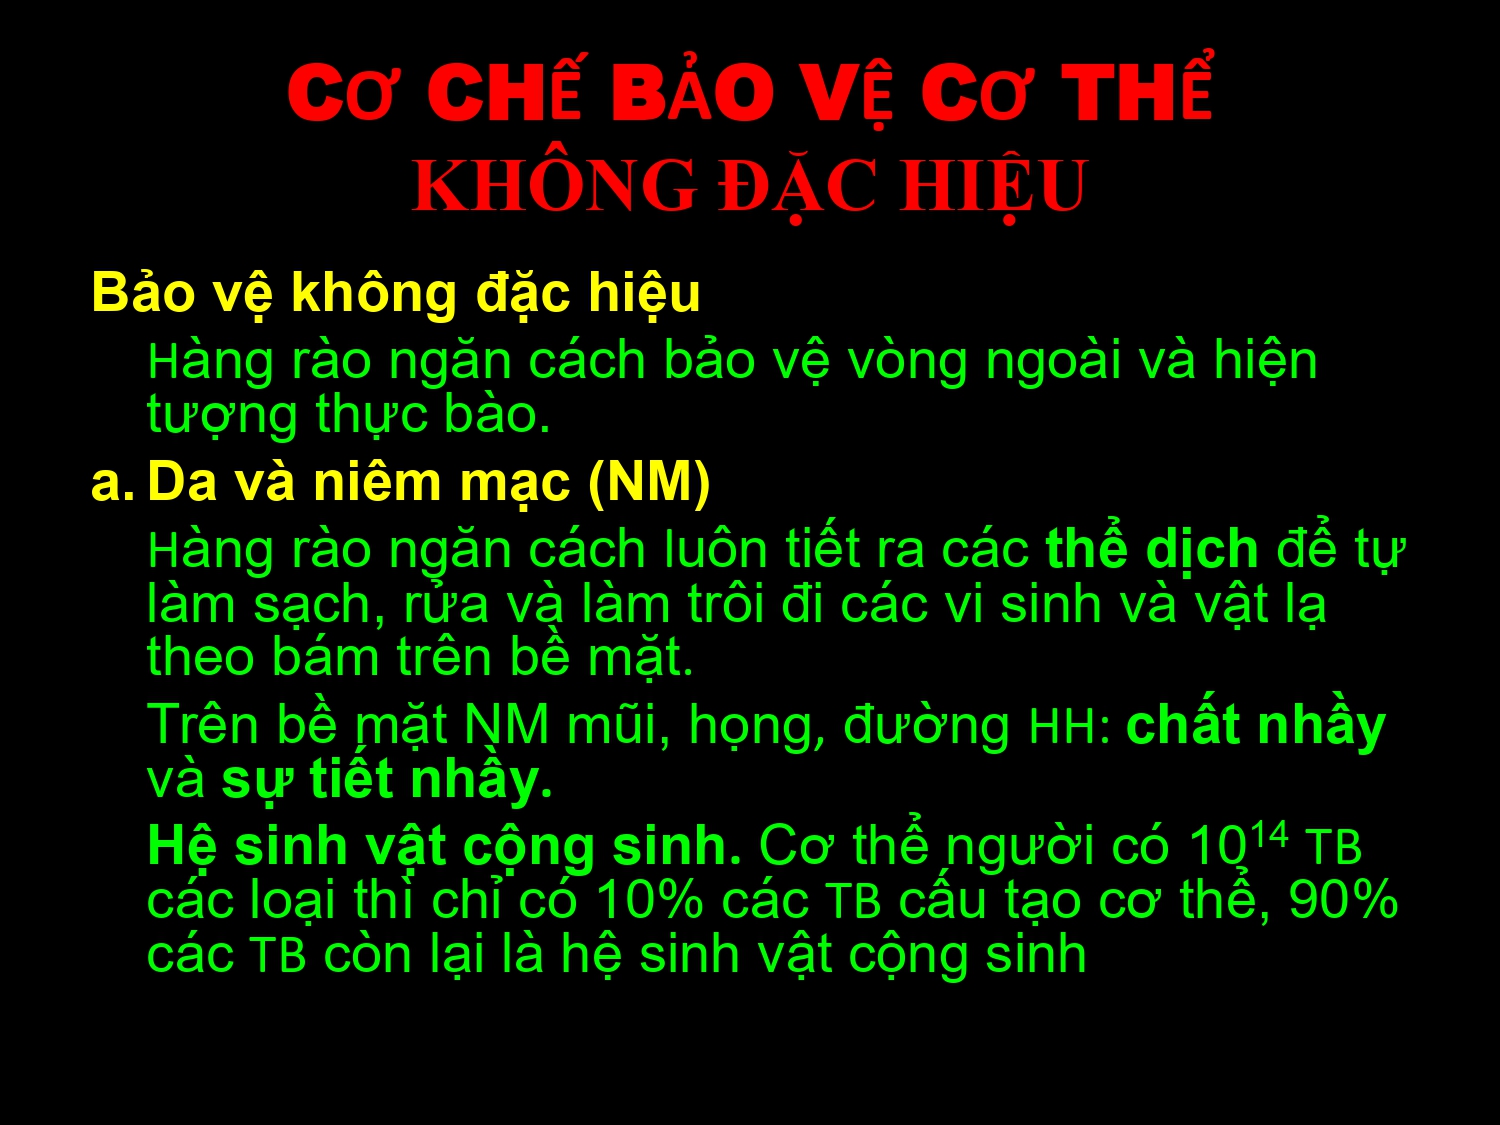 CƠ CHẾ BẢO VỆ CƠ THỂ
KHÔNG ĐẶC HIỆU
Bảo vệ không đặc hiệu
Hàng rào ngăn cách bảo vệ vòng ngoài và hiện
tượng thực bào.
a. Da và niêm mạc (NM)
Hàng rào ngăn cách luôn tiết ra các thể dịch để tự
làm sạch, rửa và làm trôi đi các vi sinh và vật lạ
theo bám trên bề mặt.
Trên bề mặt NM mũi, họng, đường HH: chất nhầy
và sự tiết nhầy.
Hệ sinh vật cộng sinh. Cơ thể người có 10¹⁴ TB
các loại thì chỉ có 10% các TB cấu tạo cơ thể, 90%
các TB còn lại là hệ sinh vật cộng sinh